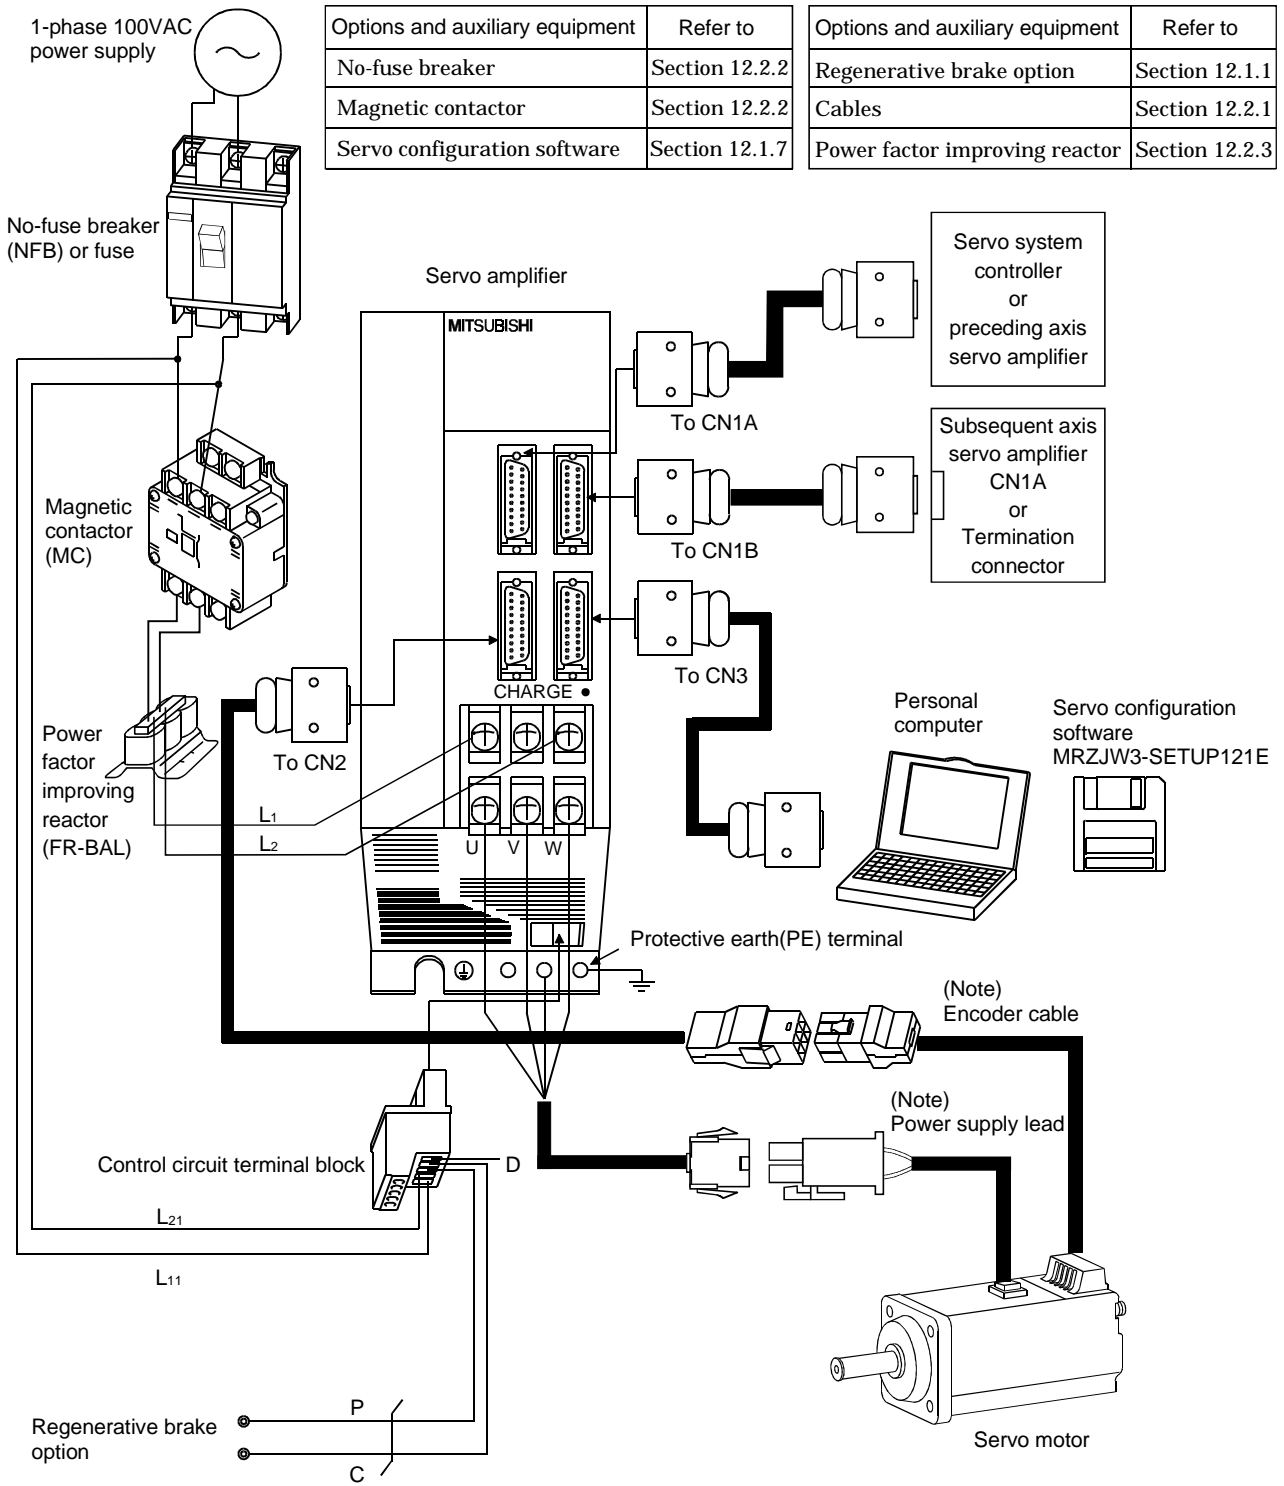 1-phase 100VAC
power supply
Options and auxiliary equipment Refer to
No-fuse breaker Section 12.2.2
Magnetic contactor Section 12.2.2
Servo configuration software Section 12.1.7
Options and auxiliary equipment Refer to
Regenerative brake option Section 12.1.1
Cables Section 12.2.1
Power factor improving reactor Section 12.2.3
No-fuse breaker
(NFB) or fuse
Servo amplifier
MITSUBISHI
Servo system
controller
or
preceding axis
servo amplifier
To CN1A
Subsequent axis
servo amplifier
CN1A
or
Termination
connector
To CN1B
Magnetic
contactor
(MC)
To CN3
CHARGE
To CN2
Power
factor
improving
reactor
(FR-BAL)
Personal
computer
Servo configuration
software
MRZJW3-SETUP121E
L1
L2
U V W
Protective earth(PE) terminal
(Note)
Encoder cable
(Note)
Power supply lead
Control circuit terminal block
D
L21
L11
P
Regenerative brake
option
C
Servo motor